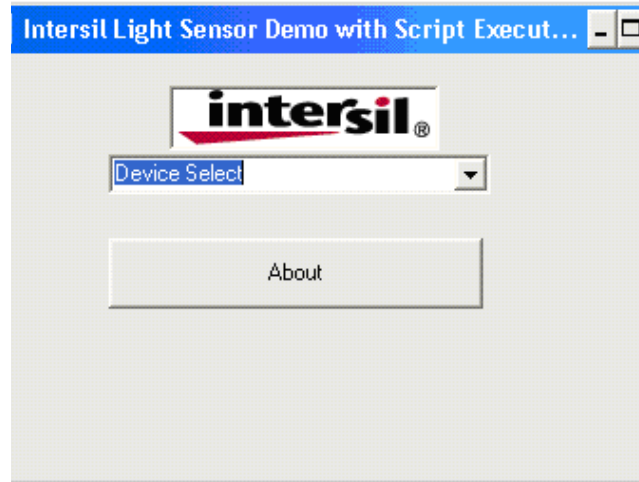 Intersil Light Sensor Demo with Script Execut...
intersil®
Device Select
About